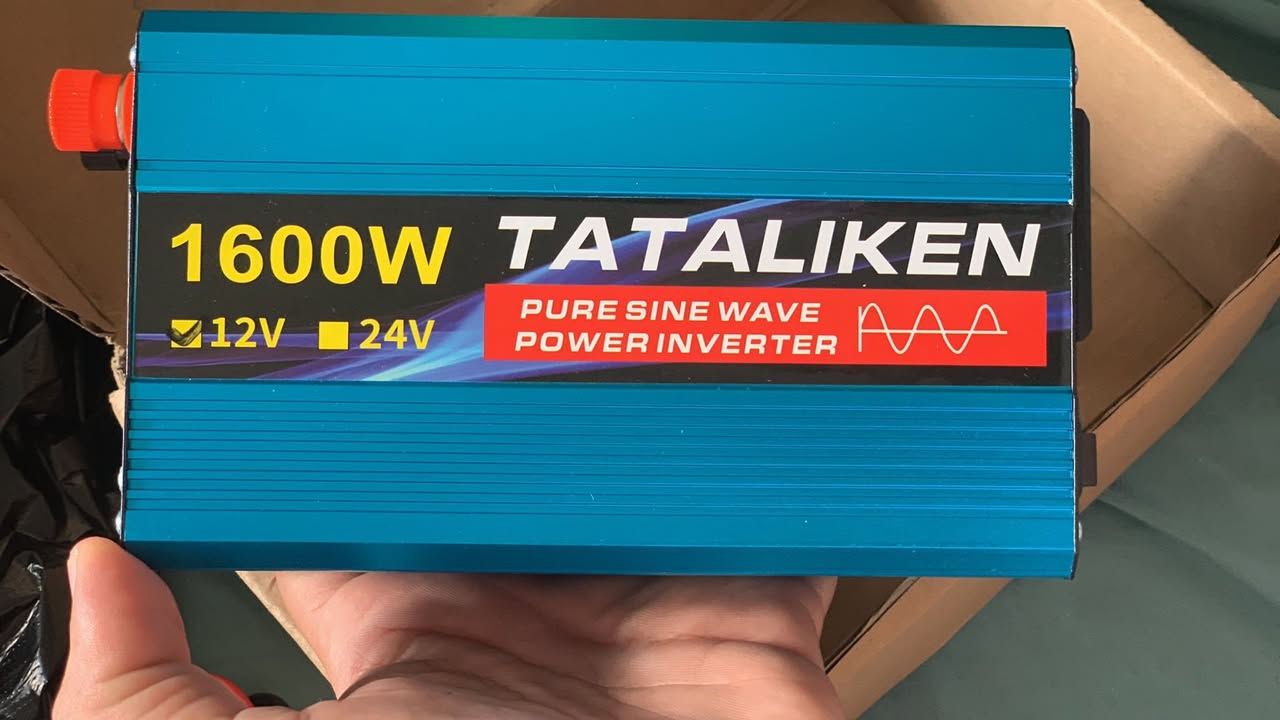 1600W
12V 24V
TATALIKEN
PURE SINE WAVE
POWER INVERTER